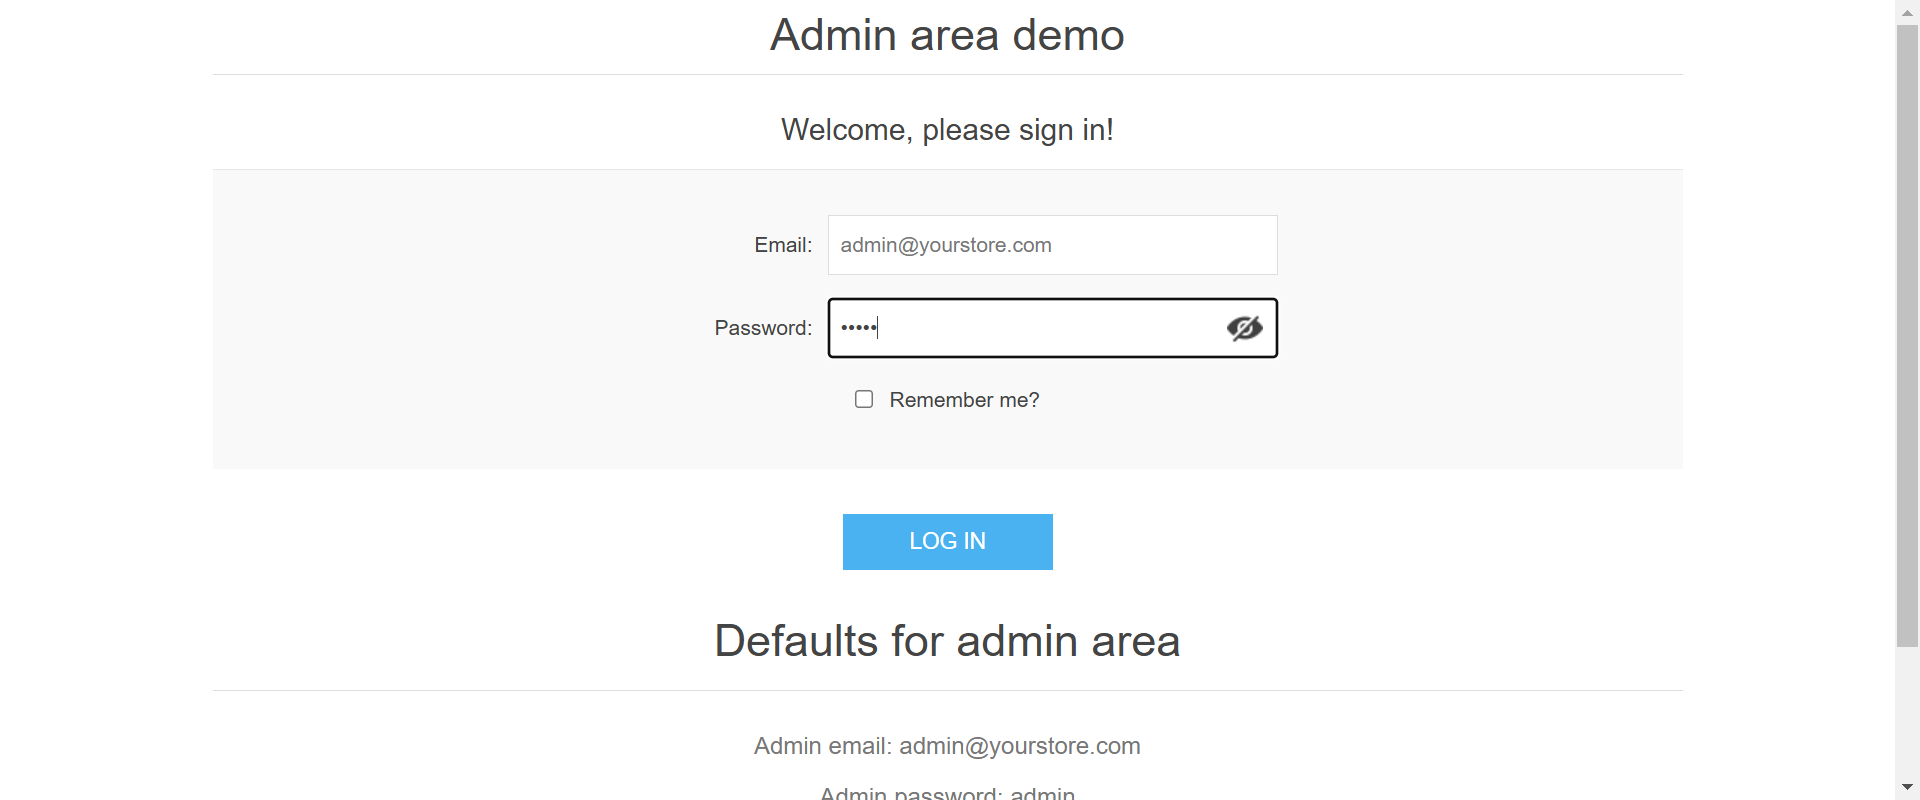 Admin area demo
Welcome, please sign in!
Email: admin@yourstore.com
Password: •••••
Remember me?
LOG IN
Defaults for admin area
Admin email: admin@yourstore.com
Admin password: admin